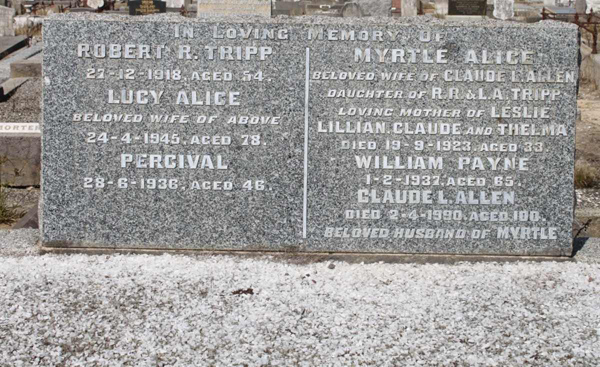 IN LOVING MEMORY OF
ROBERT R. TRIPP
27-12-1918, AGED 54.
LUCY ALICE
BELOVED WIFE OF ABOVE
24-4-1945, AGED 78.
PERCIVAL
28-6-1936, AGED 46.
MYRTLE ALICE
BELOVED WIFE OF CLAUDE L. ALLEN
DAUGHTER OF R.R. & L.A. TRIPP
LOVING MOTHER OF LESLIE
LILLIAN, CLAUDE AND THELMA
DIED 19-9-1923, AGED 33.
WILLIAM PAYNE
1-2-1937, AGED 65.
CLAUDE L. ALLEN
DIED 2-4-1990, AGED 100.
BELOVED HUSBAND OF MYRTLE
PORTER